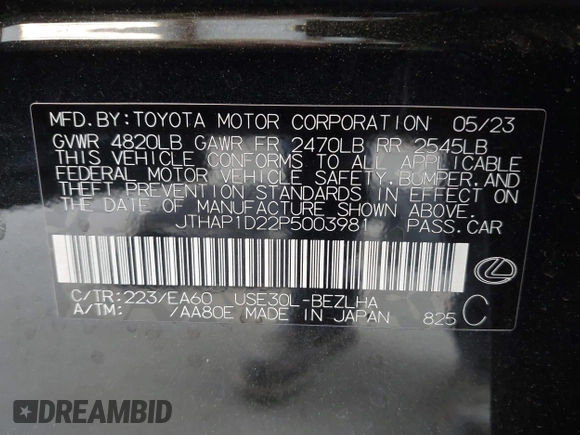 MFD.BY:TOYOTA MOTOR CORPORATION 05/23
GVWR 4820LB GAWR FR 2470LB RR 2545LB
THIS VEHICLE CONFORMS TO ALL APPLICABLE
FEDERAL MOTOR VEHICLE SAFETY, BUMPER, AND
THEFT PREVENTION STANDARDS IN EFFECT ON
THE DATE OF MANUFACTURE SHOWN ABOVE.
JTHAP1D22P5003981 PASS.CAR
C/TR:223/EA60 USE30L-BEZLHA
A/TM: /AA80E MADE IN JAPAN 825 C
DREAMBID